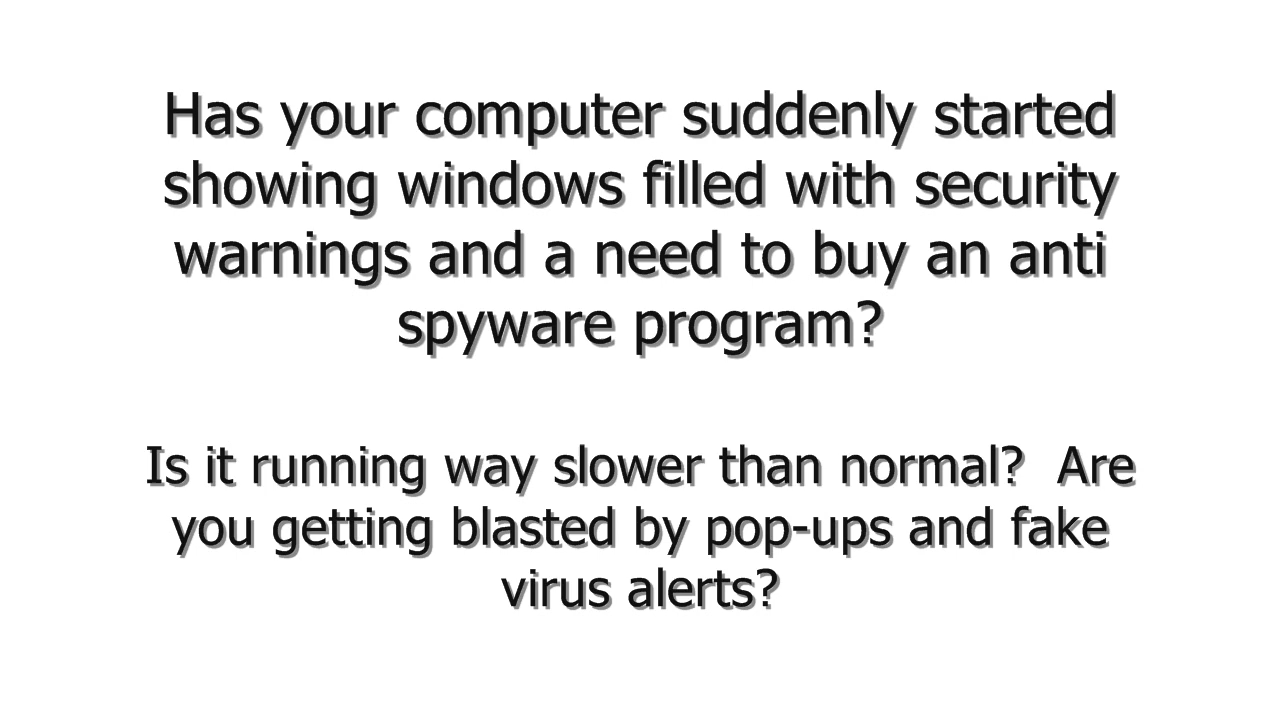 Has your computer suddenly started
showing windows filled with security
warnings and a need to buy an anti
spyware program?
Is it running way slower than normal?  Are
you getting blasted by pop-ups and fake
virus alerts?